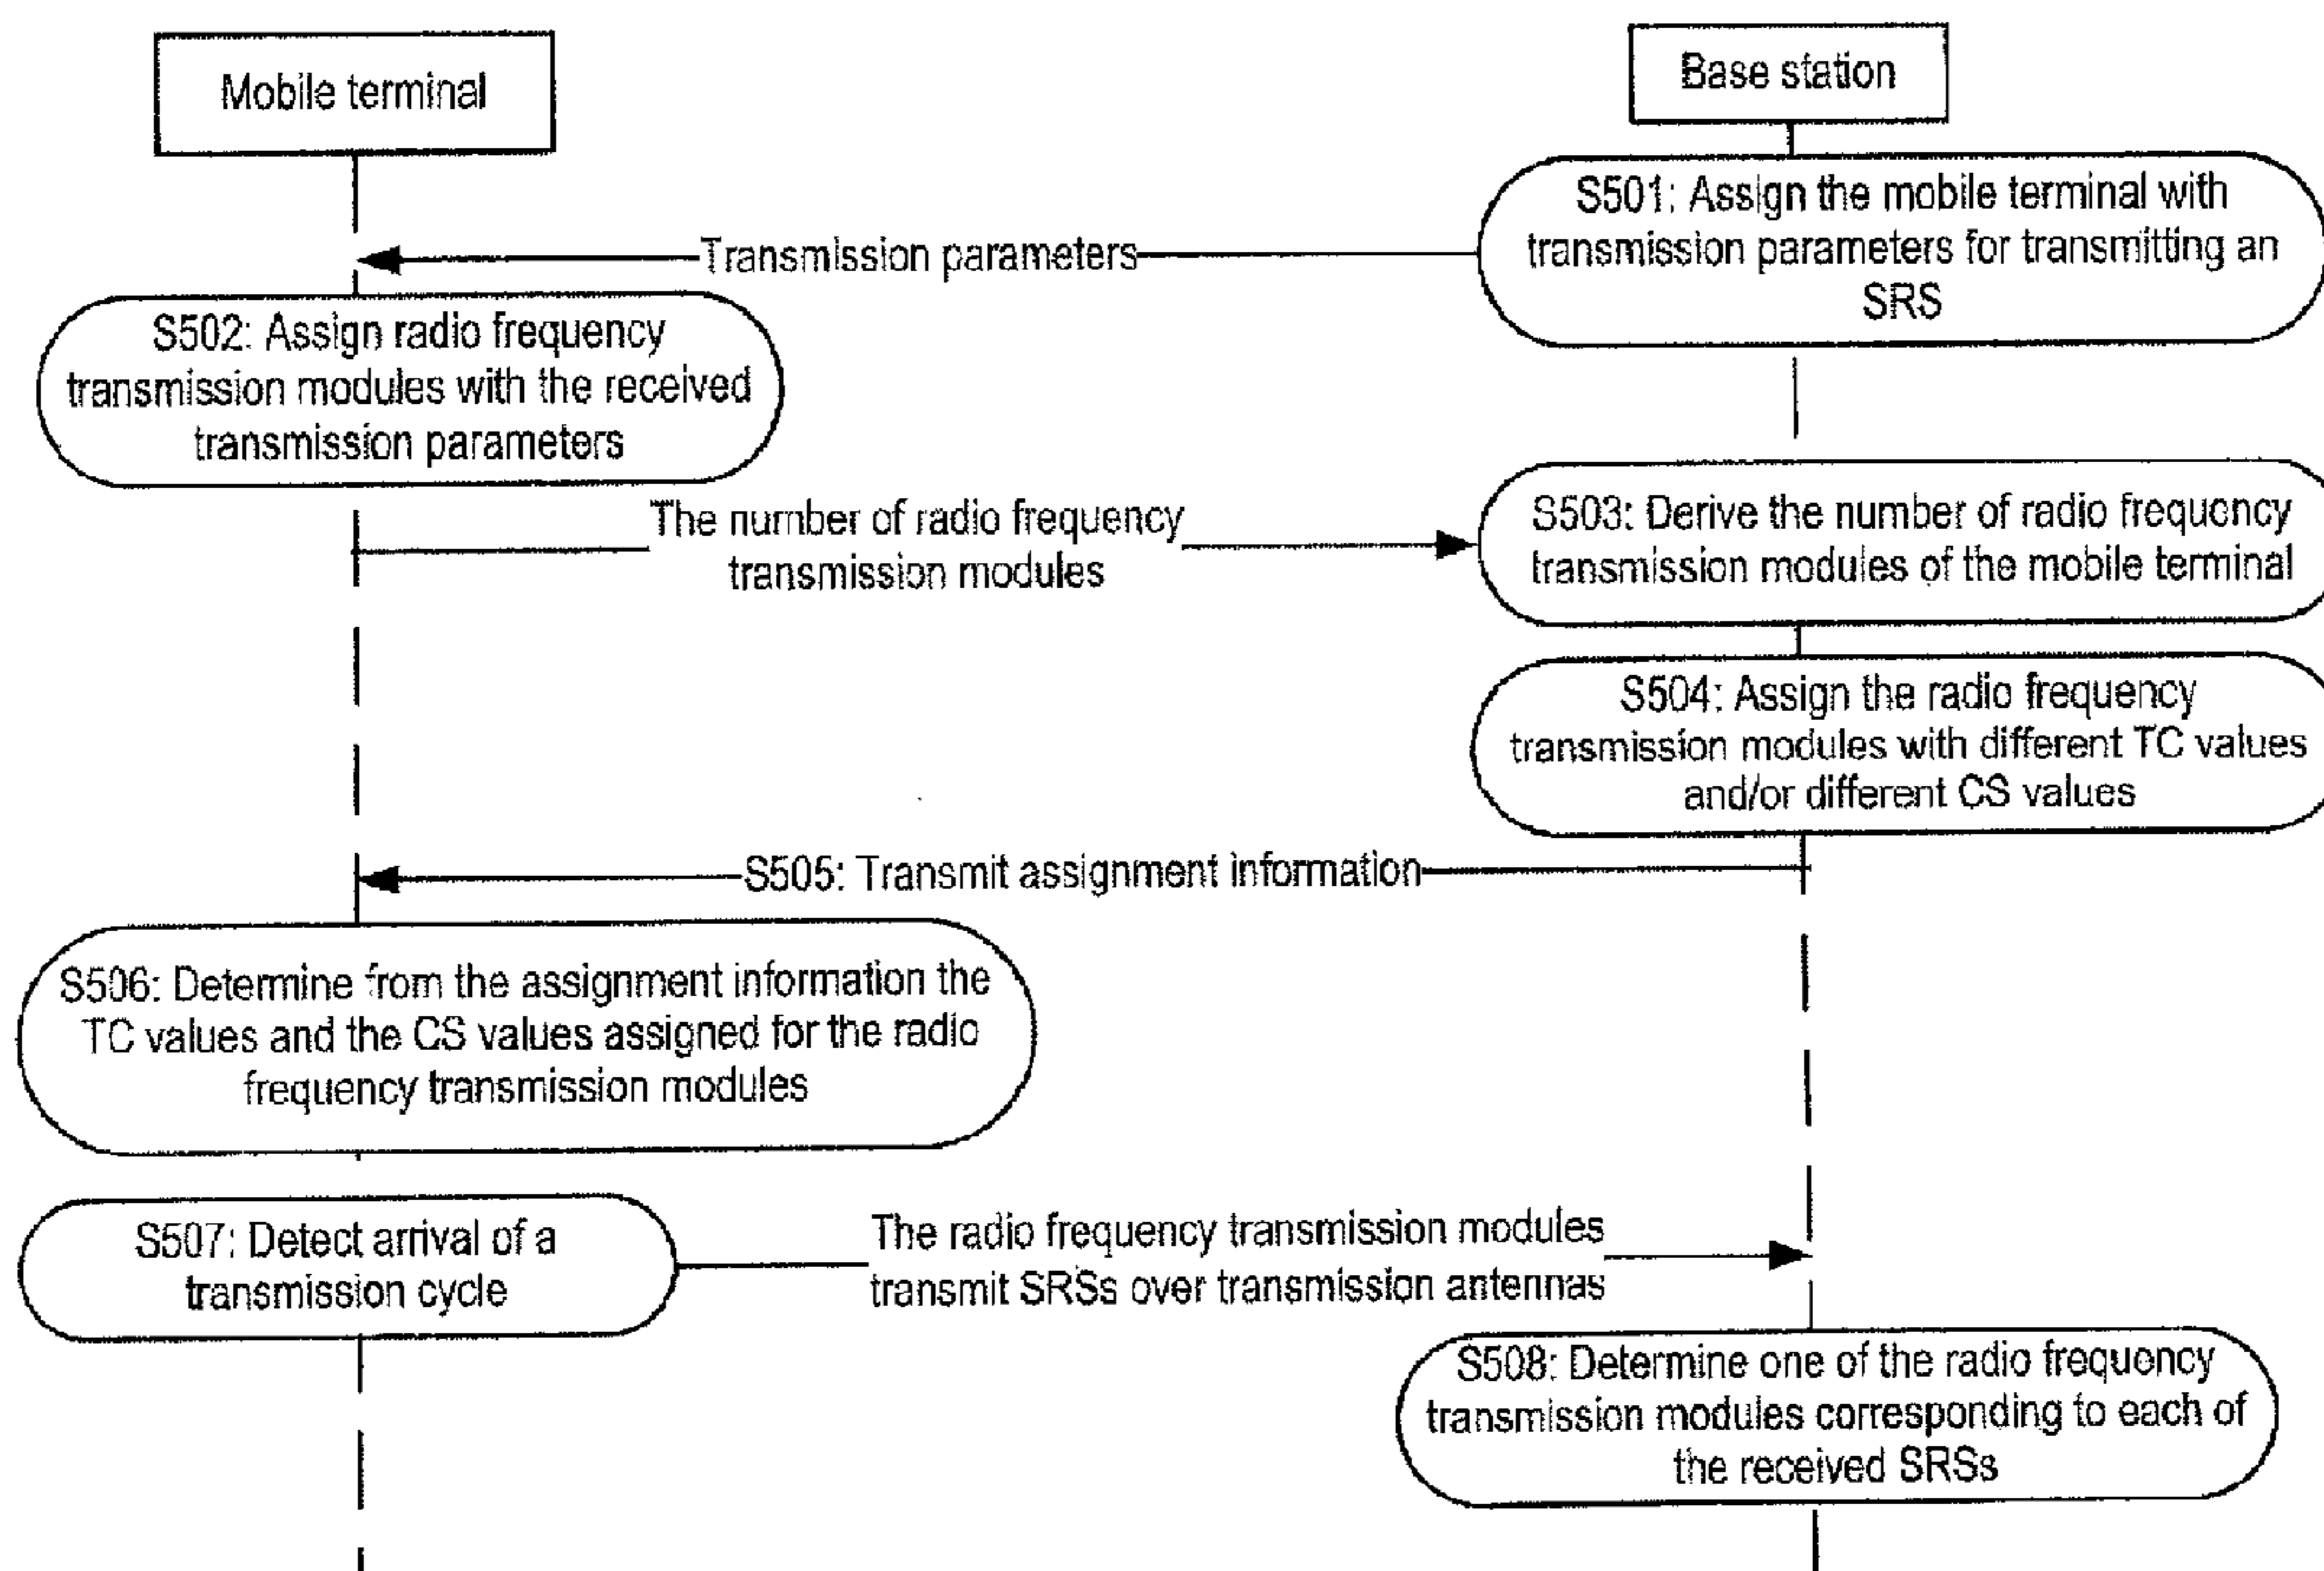 Mobile terminal
Base station
S501: Assign the mobile terminal with
transmission parameters for transmitting an
SRS
Transmission parameters
S502: Assign radio frequency
transmission modules with the received
transmission parameters
The number of radio frequency
transmission modules
S503: Derive the number of radio frequency
transmission modules of the mobile terminal
S504: Assign the radio frequency
transmission modules with different TC values
and/or different CS values
S505: Transmit assignment information
S506: Determine from the assignment information the
TC values and the CS values assigned for the radio
frequency transmission modules
S507: Detect arrival of a
transmission cycle
The radio frequency transmission modules
transmit SRSs over transmission antennas
S508: Determine one of the radio frequency
transmission modules corresponding to each of
the received SRSs